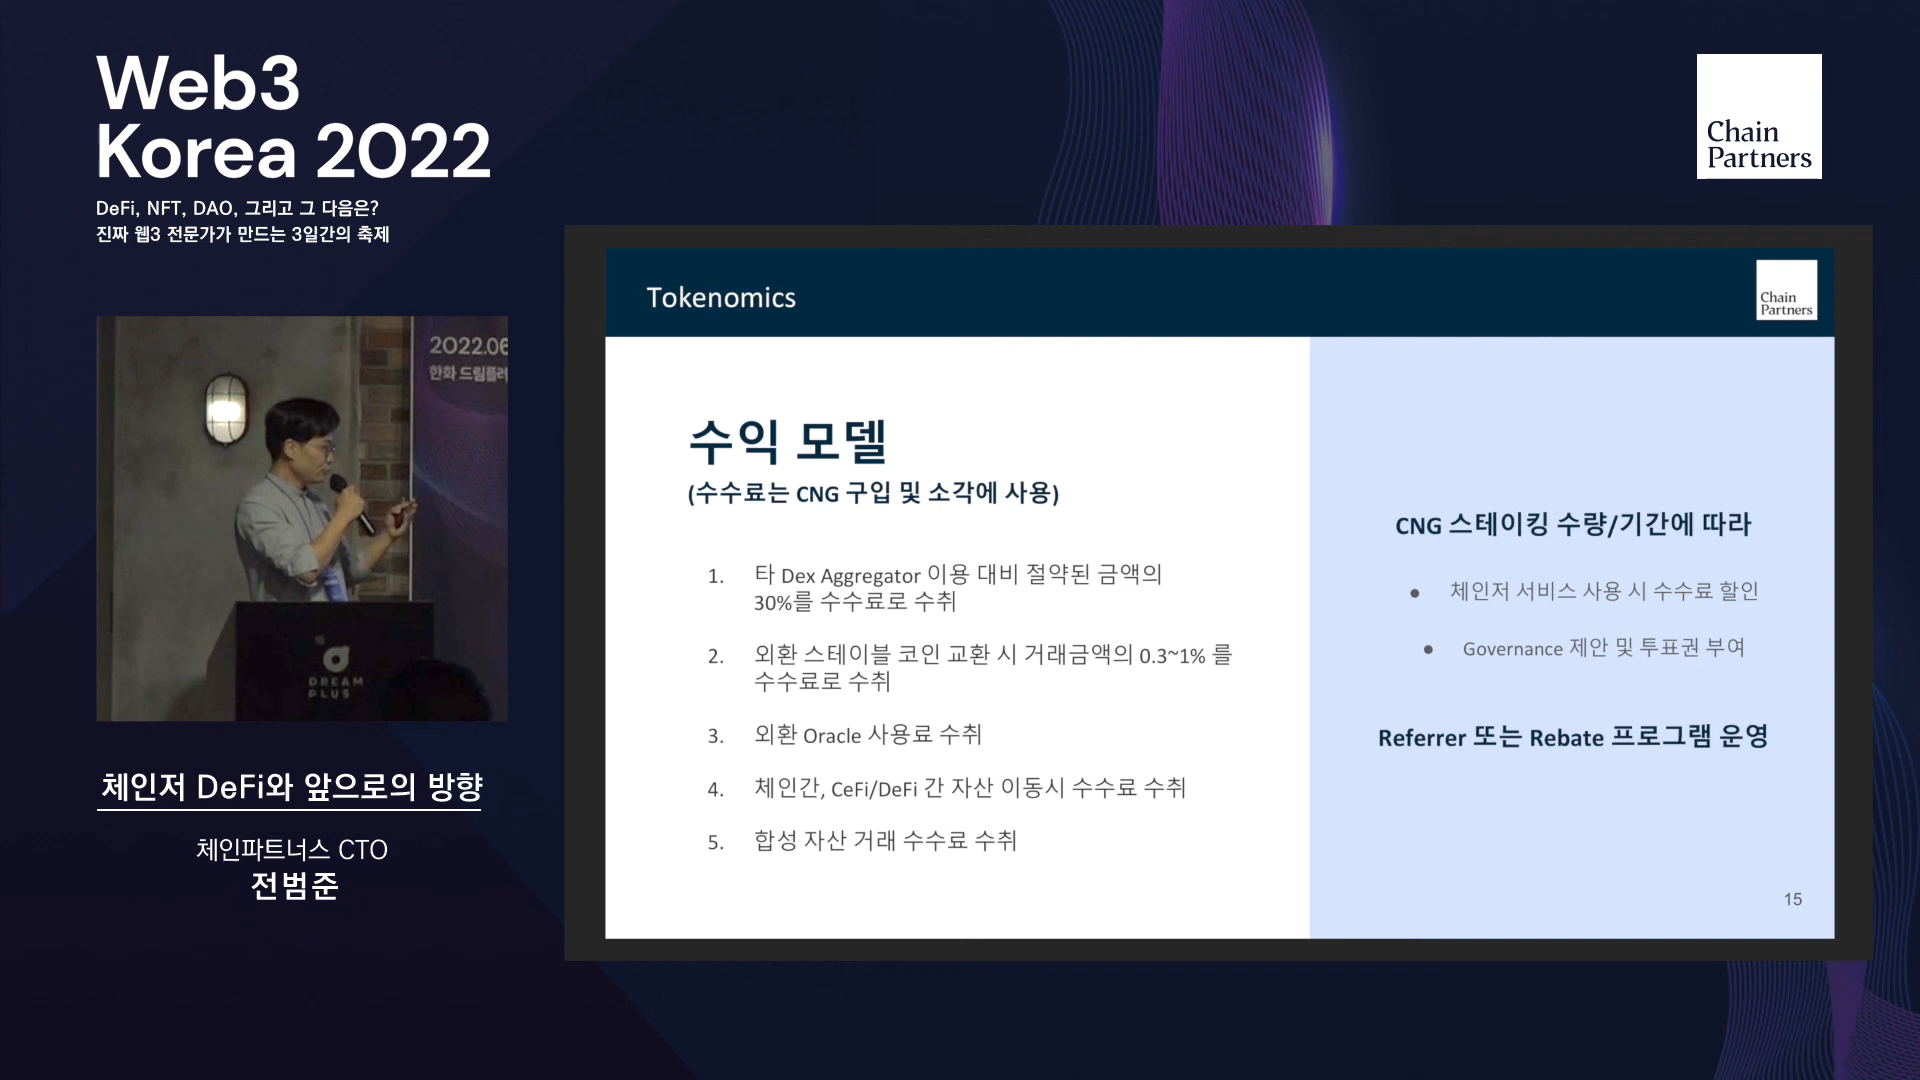 Web3
Korea 2022
DeFi, NFT, DAO, 그리고 그 다음은?
진짜 웹3 전문가가 만드는 3일간의 축제
Chain
Partners
2022.06
한화 드림플
DREAM
PLUS
체인저 DeFi와 앞으로의 방향
체인파트너스 CTO
전범준
Tokenomics
Chain
Partners
수익 모델
(수수료는 CNG 구입 및 소각에 사용)
1. 타 Dex Aggregator 이용 대비 절약된 금액의
30%를 수수료로 수취
2. 외환 스테이블 코인 교환 시 거래금액의 0.3~1% 를
수수료로 수취
3. 외환 Oracle 사용료 수취
4. 체인간, CeFi/DeFi 간 자산 이동시 수수료 수취
5. 합성 자산 거래 수수료 수취
CNG 스테이킹 수량/기간에 따라
● 체인저 서비스 사용 시 수수료 할인
● Governance 제안 및 투표권 부여
Referrer 또는 Rebate 프로그램 운영
15